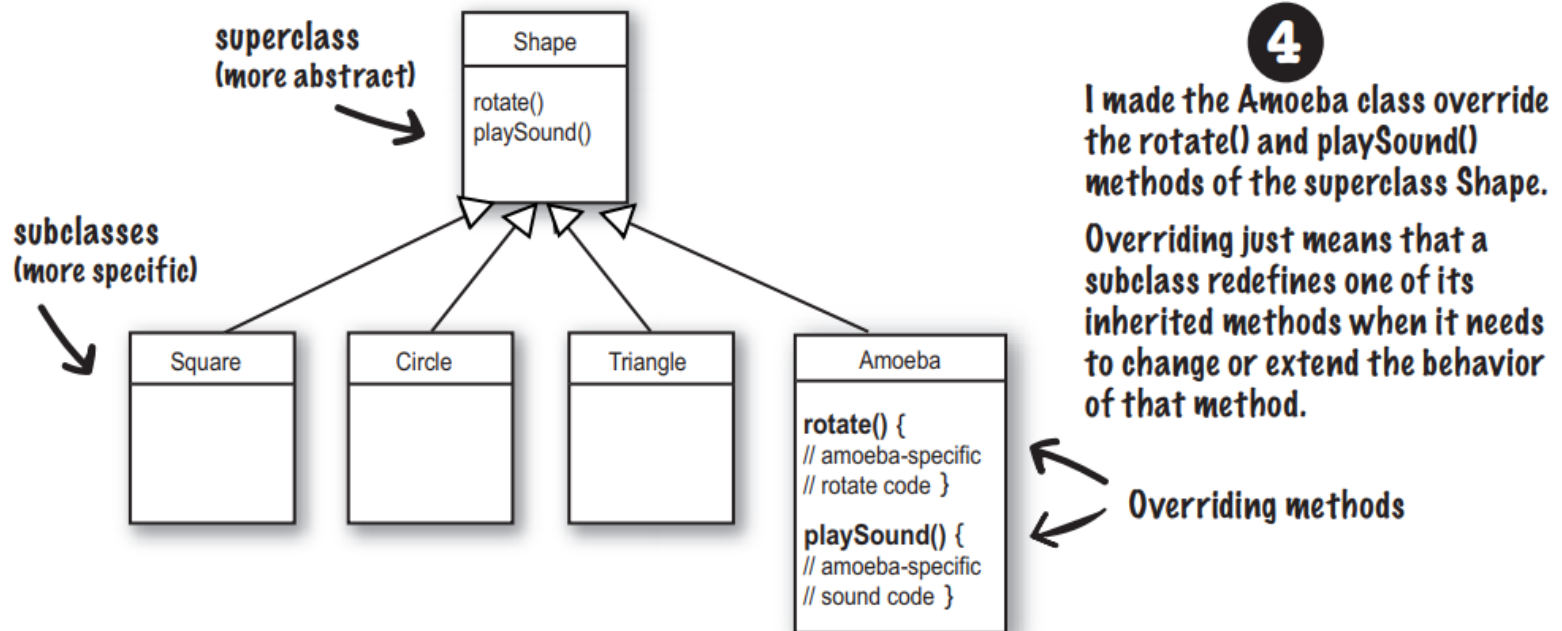 superclass
(more abstract)
Shape
rotate()
playSound()
4
I made the Amoeba class override
the rotate() and playSound()
methods of the superclass Shape.
Overriding just means that a
subclass redefines one of its
inherited methods when it needs
to change or extend the behavior
of that method.
subclasses
(more specific)
Square
Circle
Triangle
Amoeba
rotate() {
// amoeba-specific
// rotate code }
playSound() {
// amoeba-specific
// sound code }
Overriding methods